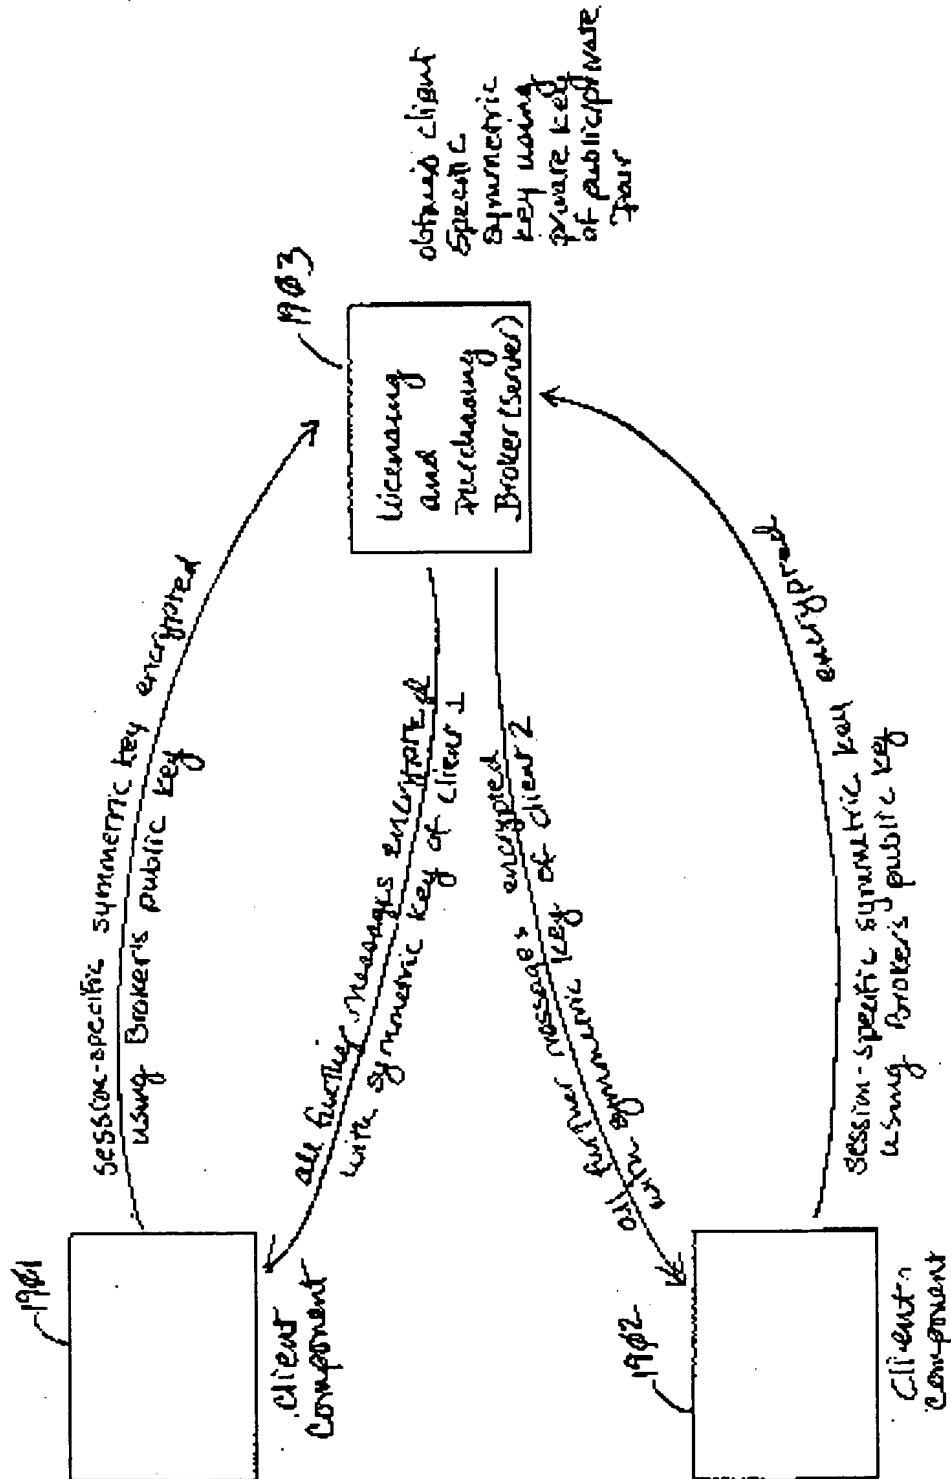 1901
Client
Component
session-specific symmetric key encrypted
using Broker's public key
all further messages encrypted
with symmetric key of client 1
1903
Licensing
and
Purchasing
Broker (Server)
obtains client
specific
symmetric
key using
private key
of public/private
pair
all further messages encrypted
with symmetric key of client 2
1902
Client
Component
session-specific symmetric key encrypted
using Broker's public key